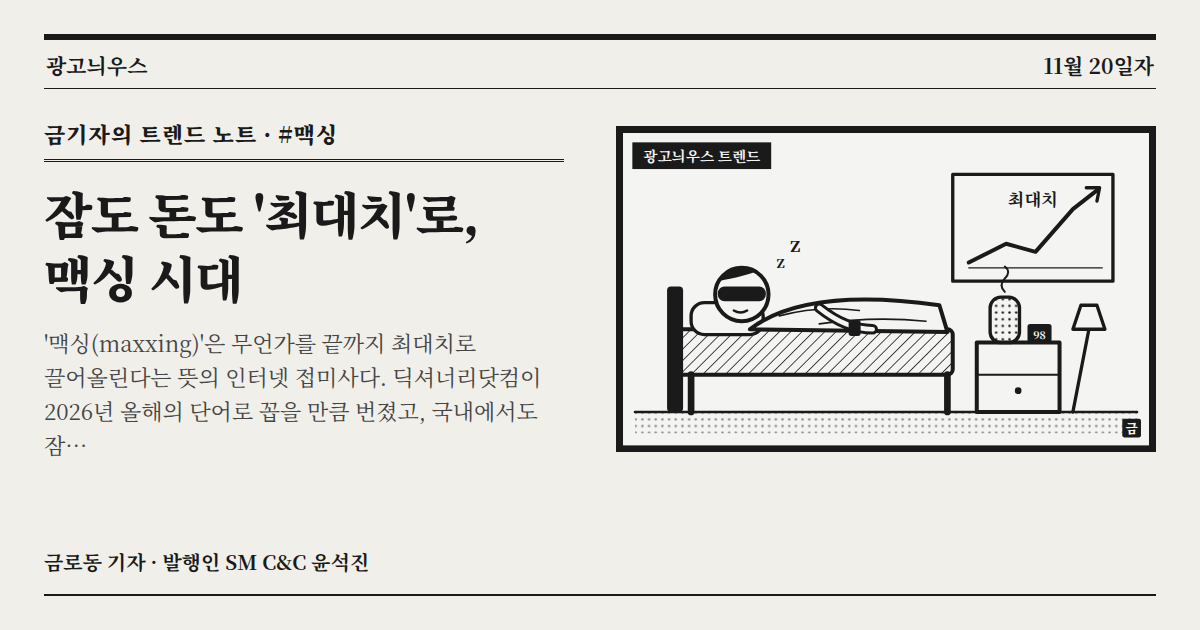 광고늬우스
11월 20일자
금기자의 트렌드 노트 · #맥싱
잠도 돈도 '최대치'로,
맥싱 시대
'맥싱(maxxing)'은 무언가를 끝까지 최대치로
끌어올린다는 뜻의 인터넷 접미사다. 딕셔너리닷컴이
2026년 올해의 단어로 꼽을 만큼 번졌고, 국내에서도
잠…
광고늬우스 트렌드
최대치
z
z
98
금
금로동 기자 · 발행인 SM C&C 윤석진